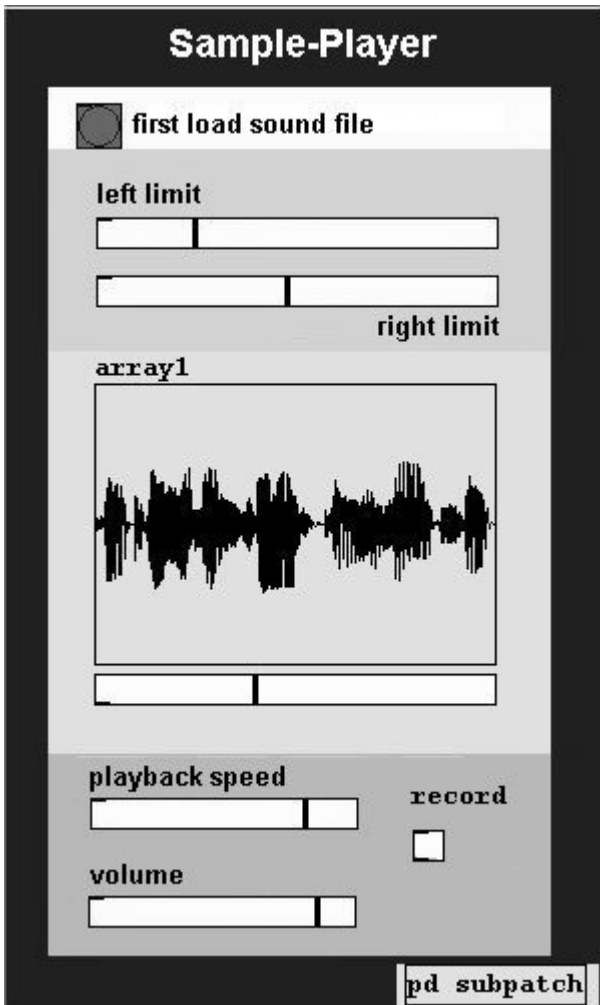 Sample-Player
first load sound file
left limit
right limit
array1
playback speed
record
volume
pd subpatch